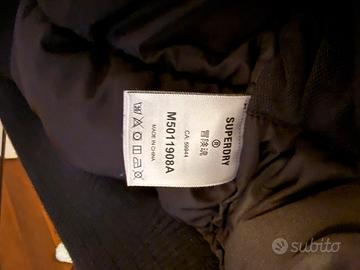 SUPERDRY
®
冒険魂
CA: 56944
M5011908A
MADE IN CHINA
subito